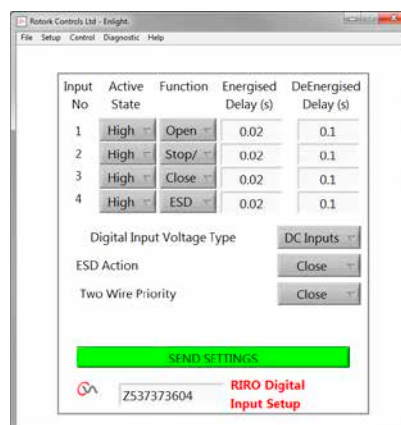 Rotork Controls Ltd - Enlight.
File Setup Control Diagnostic Help
Input No Active State Function Energised Delay (s) DeEnergised Delay (s)
1 High Open 0.02 0.1
2 High Stop/ 0.02 0.1
3 High Close 0.02 0.1
4 High ESD 0.02 0.1
Digital Input Voltage Type DC Inputs
ESD Action Close
Two Wire Priority Close
SEND SETTINGS
Z537373604 RIRO Digital
Input Setup